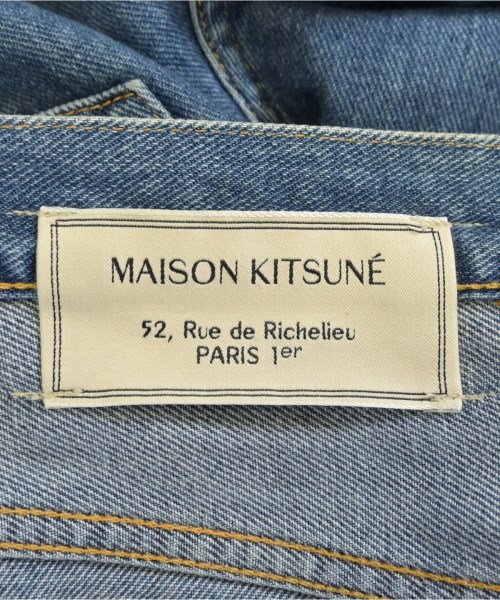 MAISON KITSUNÉ
52, Rue de Richelieu
PARIS 1er